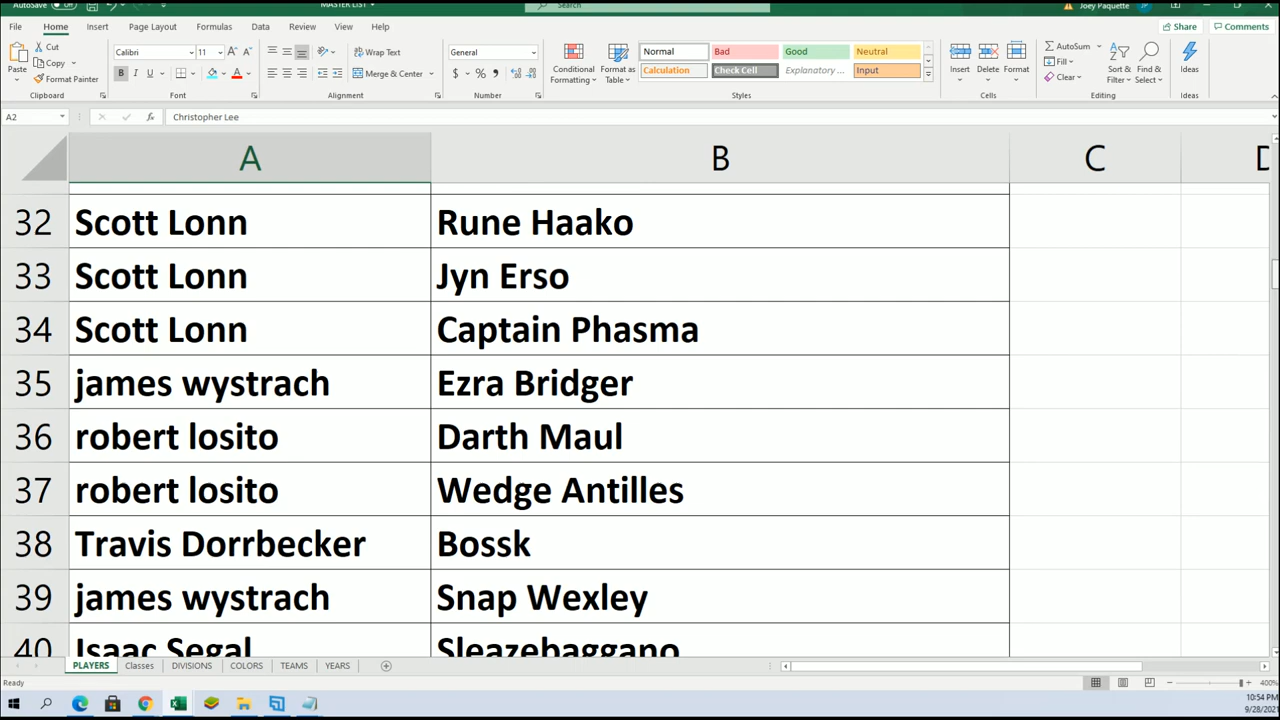 AutoSave Off MASTER LIST Search Joey Paquette JP
File Home Insert Page Layout Formulas Data Review View Help Share Comments
Cut Calibri 11 Wrap Text General Normal Bad Good Neutral AutoSum
Copy Calculation Check Cell Explanatory ... Input Fill
Paste Format Painter Merge & Center Conditional Formatting Format as Table Insert Delete Format Clear Sort & Filter Find & Select Ideas
Clipboard Font Alignment Number Styles Cells Editing Ideas
A2 fx Christopher Lee
A B C D
32 Scott Lonn Rune Haako
33 Scott Lonn Jyn Erso
34 Scott Lonn Captain Phasma
35 james wystrach Ezra Bridger
36 robert losito Darth Maul
37 robert losito Wedge Antilles
38 Travis Dorrbecker Bossk
39 james wystrach Snap Wexley
40 Isaac Segal Sleazebaggano
PLAYERS Classes DIVISIONS COLORS TEAMS YEARS
Ready 400%
10:54 PM
9/28/2021